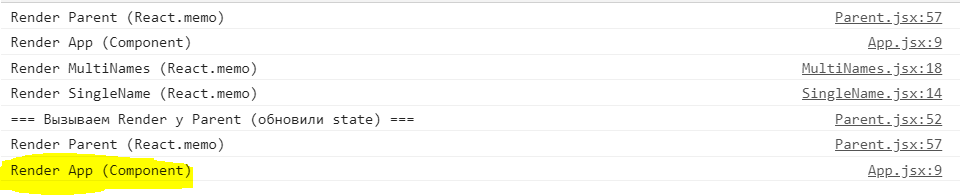 Render Parent (React.memo) Parent.jsx:57
Render App (Component) App.jsx:9
Render MultiNames (React.memo) MultiNames.jsx:18
Render SingleName (React.memo) SingleName.jsx:14
=== Вызываем Render у Parent (обновили state) === Parent.jsx:52
Render Parent (React.memo) Parent.jsx:57
Render App (Component) App.jsx:9